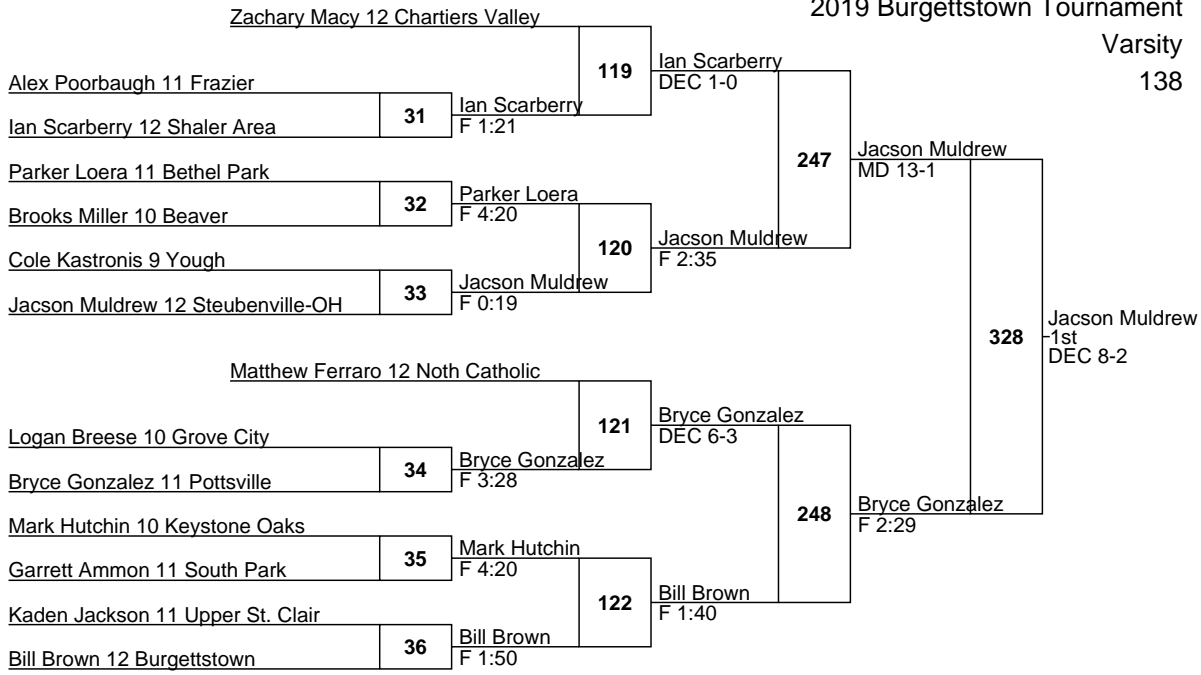 2019 Burgettstown Tournament
Varsity
138
Zachary Macy 12 Chartiers Valley
119
Ian Scarberry
DEC 1-0
Alex Poorbaugh 11 Frazier
31
Ian Scarberry
F 1:21
Ian Scarberry 12 Shaler Area
247
Jacson Muldrew
MD 13-1
Parker Loera 11 Bethel Park
32
Parker Loera
F 4:20
Brooks Miller 10 Beaver
120
Jacson Muldrew
F 2:35
Cole Kastronis 9 Yough
33
Jacson Muldrew
F 0:19
Jacson Muldrew 12 Steubenville-OH
328
Jacson Muldrew
1st
DEC 8-2
Matthew Ferraro 12 Noth Catholic
121
Bryce Gonzalez
DEC 6-3
Logan Breese 10 Grove City
34
Bryce Gonzalez
F 3:28
Bryce Gonzalez 11 Pottsville
248
Bryce Gonzalez
F 2:29
Mark Hutchin 10 Keystone Oaks
35
Mark Hutchin
F 4:20
Garrett Ammon 11 South Park
122
Bill Brown
F 1:40
Kaden Jackson 11 Upper St. Clair
36
Bill Brown
F 1:50
Bill Brown 12 Burgettstown